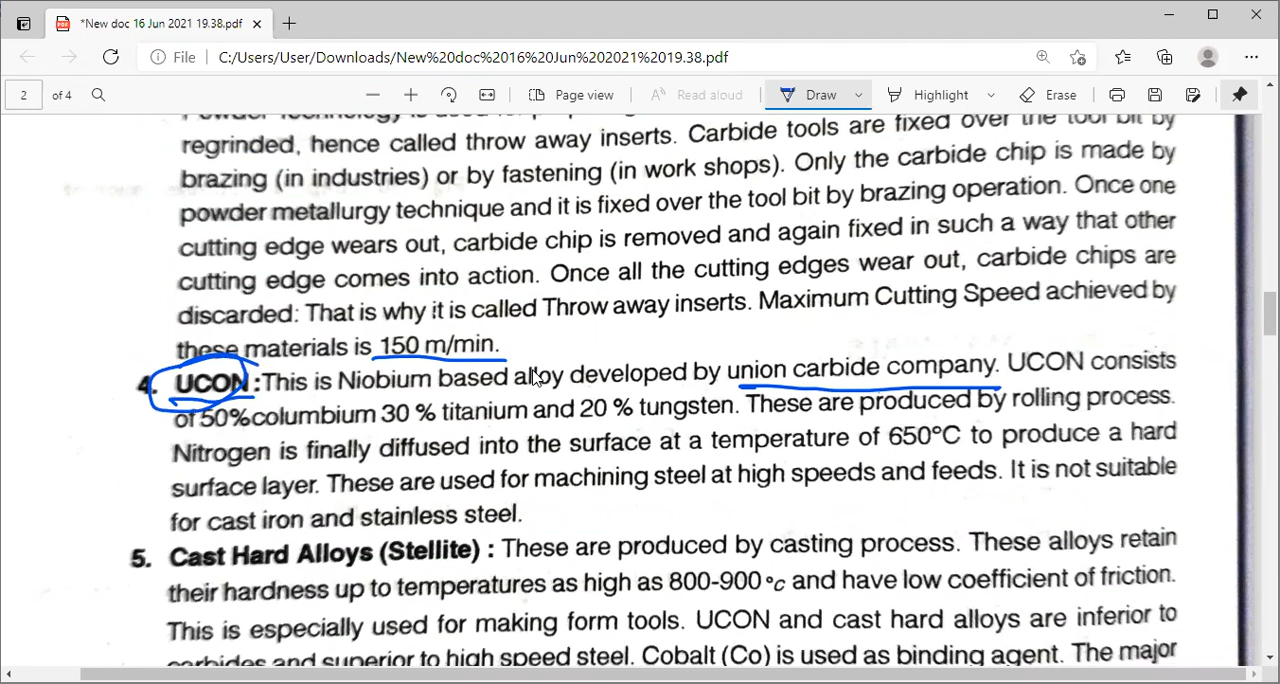 *New doc 16 Jun 2021 19.38.pdf
File C:/Users/User/Downloads/New%20doc%2016%20Jun%202021%2019.38.pdf
2 of 4 Page view Read aloud Draw Highlight Erase
regrinded, hence called throw away inserts. Carbide tools are fixed over the tool bit by
brazing (in industries) or by fastening (in work shops). Only the carbide chip is made by
powder metallurgy technique and it is fixed over the tool bit by brazing operation. Once one
cutting edge wears out, carbide chip is removed and again fixed in such a way that other
cutting edge comes into action. Once all the cutting edges wear out, carbide chips are
discarded: That is why it is called Throw away inserts. Maximum Cutting Speed achieved by
these materials is 150 m/min.
4. UCON :This is Niobium based alloy developed by union carbide company. UCON consists
of 50%columbium 30 % titanium and 20 % tungsten. These are produced by rolling process.
Nitrogen is finally diffused into the surface at a temperature of 650°C to produce a hard
surface layer. These are used for machining steel at high speeds and feeds. It is not suitable
for cast iron and stainless steel.
5. Cast Hard Alloys (Stellite) : These are produced by casting process. These alloys retain
their hardness up to temperatures as high as 800-900°c and have low coefficient of friction.
This is especially used for making form tools. UCON and cast hard alloys are inferior to
carbides and superior to high speed steel. Cobalt (Co) is used as binding agent. The major